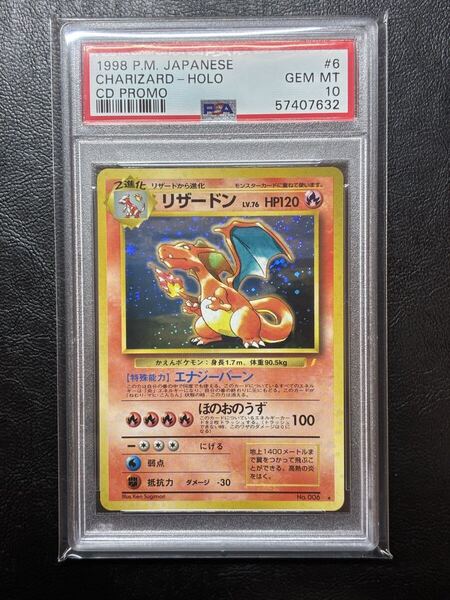 1998 P.M. JAPANESE #6
CHARIZARD-HOLO GEM MT
CD PROMO 10
PSA 57407632
2進化 リザードから進化 モンスターカードに重ねて使います。
リザードン LV.76 HP120
かえんポケモン:身長1.7m、体重90.5kg
【特殊能力】エナジーバーン
ほのおのうず 100
にげる
弱点
抵抗力 ダメージ -30
地上1400メートルま
で翼をつかって飛ぶこ
とができる。高熱の炎
をはく。
Illus.Ken Sugimori No.006